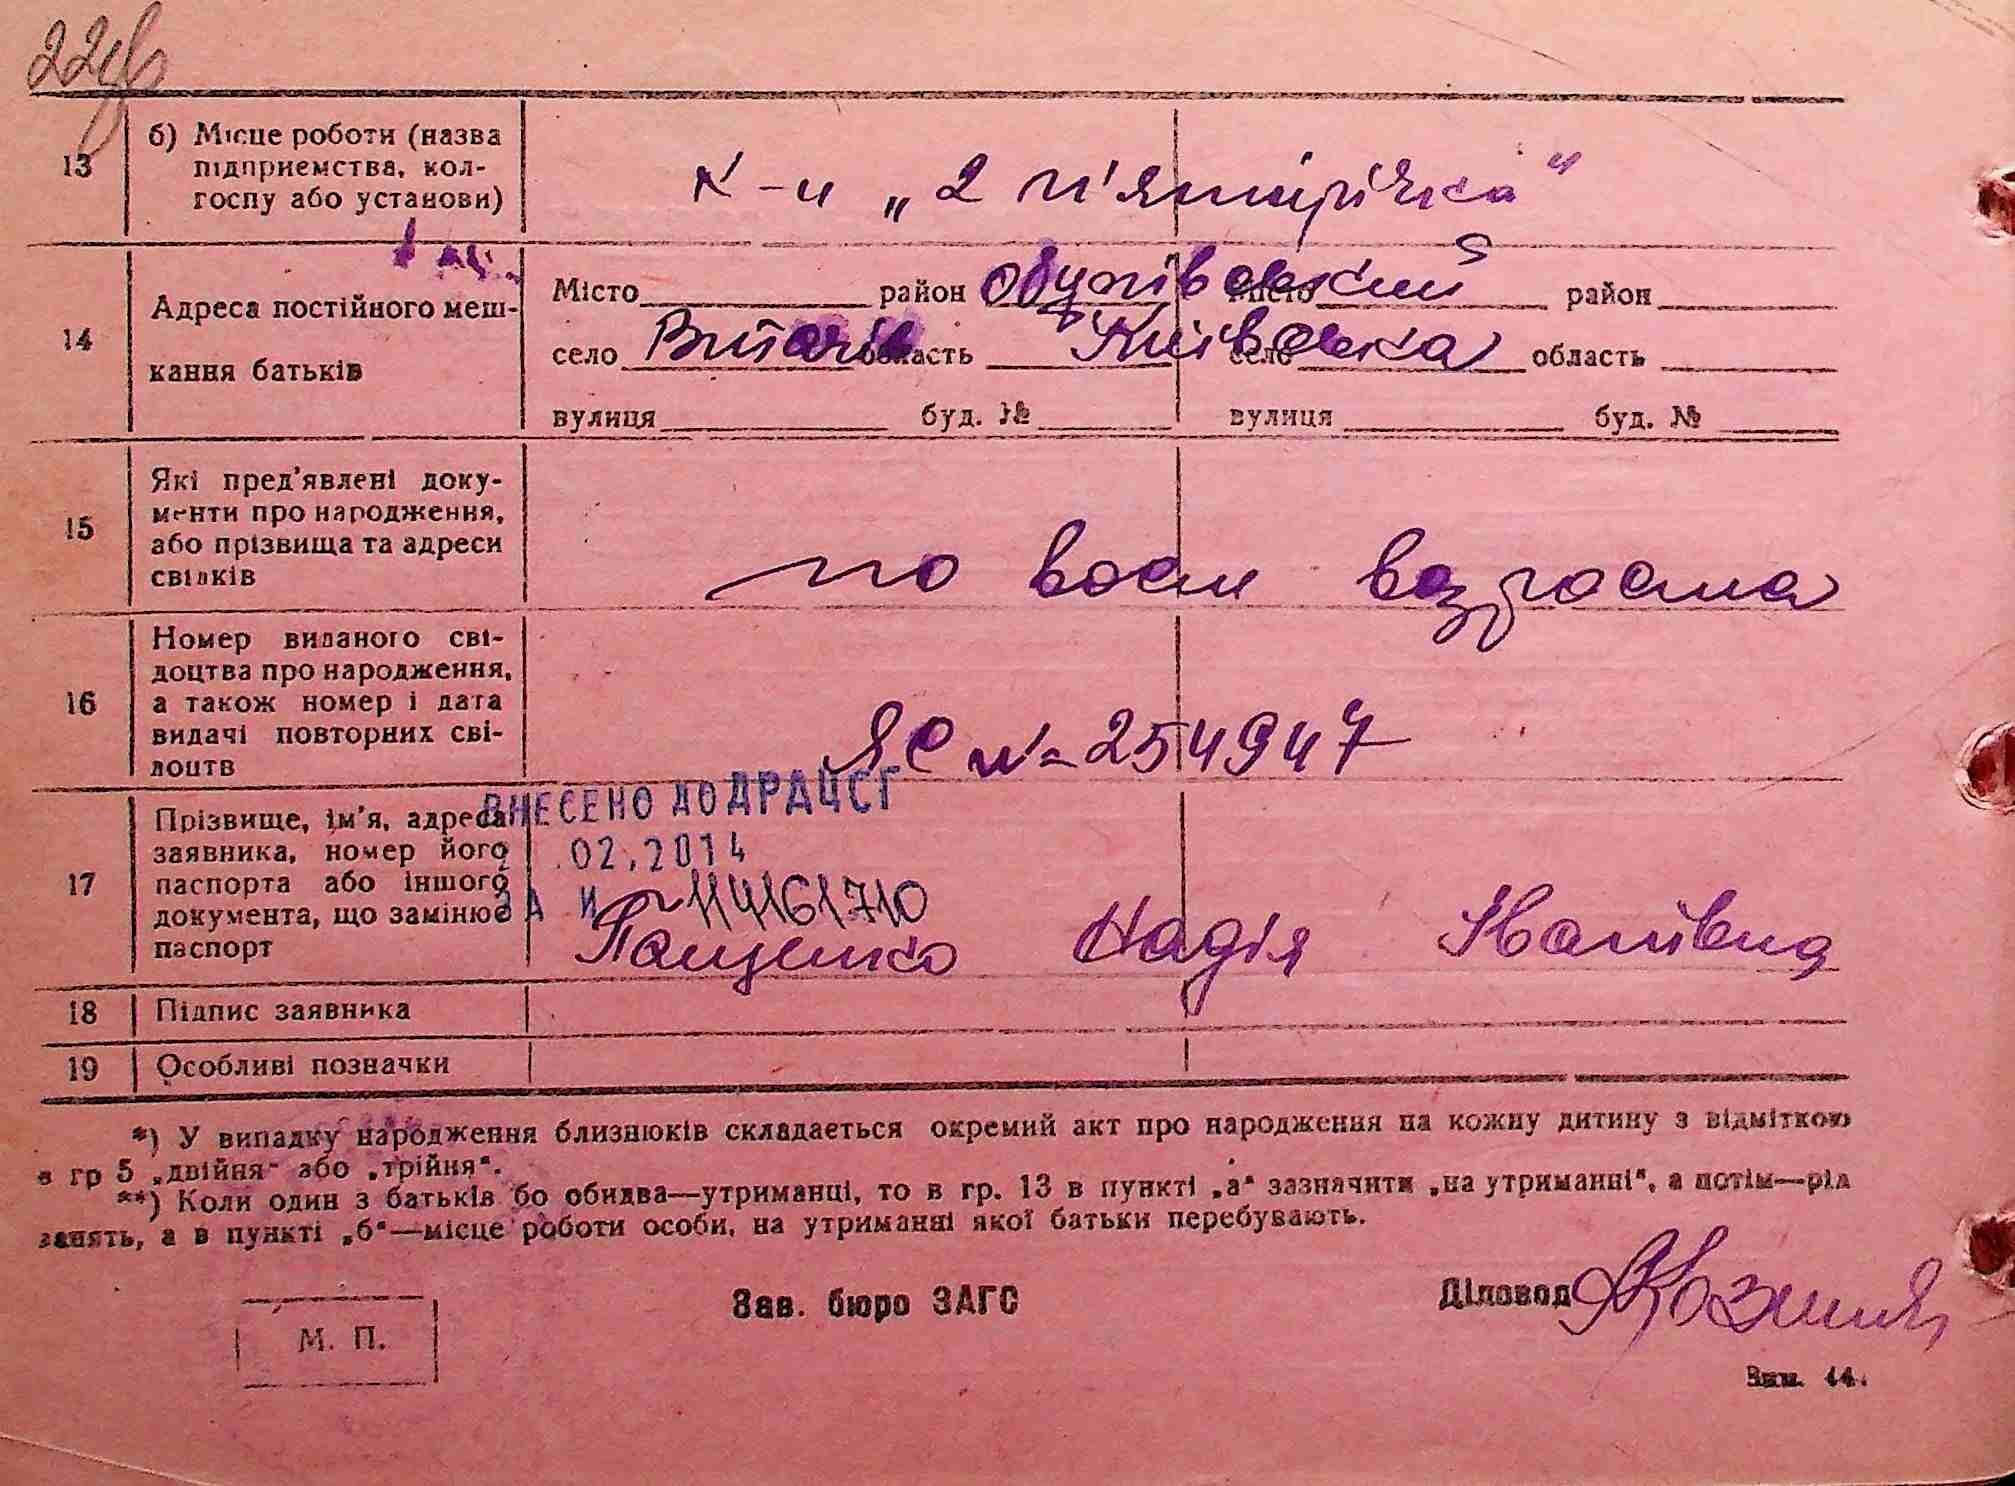 22
б) Місце роботи (назва
13
підприємства, кол-
госпу або установи)
к-п „2 п'ятирічка"
14
Адреса постійного меш-
кання батьків
Місто район Обухівський Місто район
село Витачів область Київська село область
вулиця буд. № вулиця буд. №
15
Які пред'явлені доку-
менти про народження,
або прізвища та адреси
свідків
по восп возроста
16
Номер виданого сві-
доцтва про народження,
а також номер і дата
видачі повторних сві-
доцтв
ЯС № 254947
ВНЕСЕНО ДО ДРАЦСГ
02.2014
ЗА № 114161710
17
Прізвище, ім'я, адреса
заявника, номер його
паспорта або іншого
документа, що замінює
паспорт
Пащенко Надія Іванівна
18 Підпис заявника
19 Особливі позначки
*) У випадку народження близнюків складається окремий акт про народження на кожну дитину з відміткою
в гр 5 „двійня" або „трійня".
**) Коли один з батьків бо обидва—утриманці, то в гр. 13 в пункті „а" зазначити „на утриманні", а потім—рід
занять, а в пункті „б"—місце роботи особи, на утриманні якої батьки перебувають.
Зав. бюро ЗАГС
Діловод
М. П.
Зам. 44.